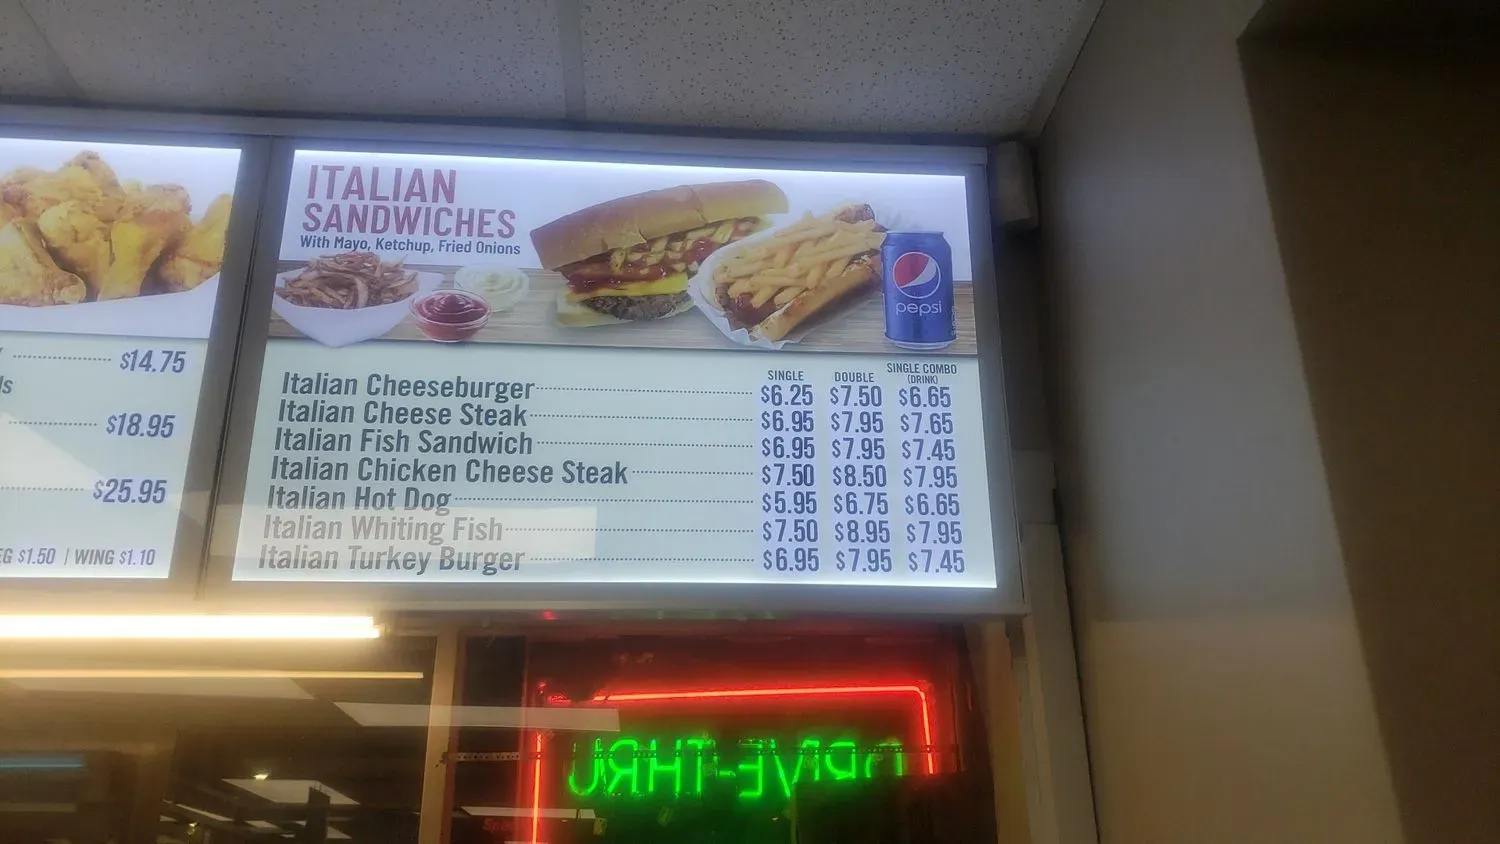 ITALIAN
SANDWICHES
With Mayo, Ketchup, Fried Onions
pepsi
SINGLE DOUBLE SINGLE COMBO (DRINK)
Italian Cheeseburger $6.25 $7.50 $6.65
Italian Cheese Steak $6.95 $7.95 $7.65
Italian Fish Sandwich $6.95 $7.95 $7.45
Italian Chicken Cheese Steak $7.50 $8.50 $7.95
Italian Hot Dog $5.95 $6.75 $6.65
Italian Whiting Fish $7.50 $8.95 $7.95
Italian Turkey Burger $6.95 $7.95 $7.45
$14.75
$18.95
$25.95
$1.50 | WING $1.10
DRIVE-THRU